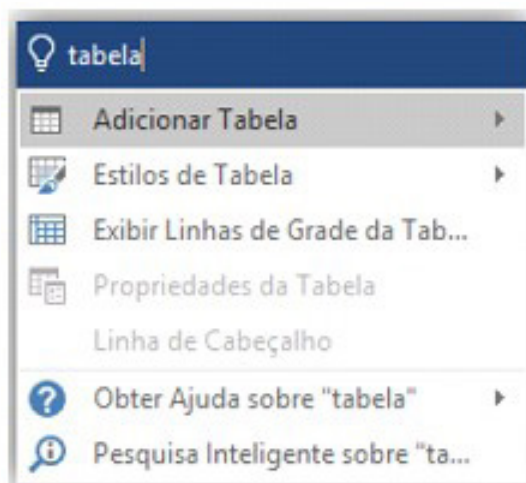 tabela
Adicionar Tabela
Estilos de Tabela
Exibir Linhas de Grade da Tab...
Propriedades da Tabela
Linha de Cabeçalho
Obter Ajuda sobre "tabela"
Pesquisa Inteligente sobre "ta...